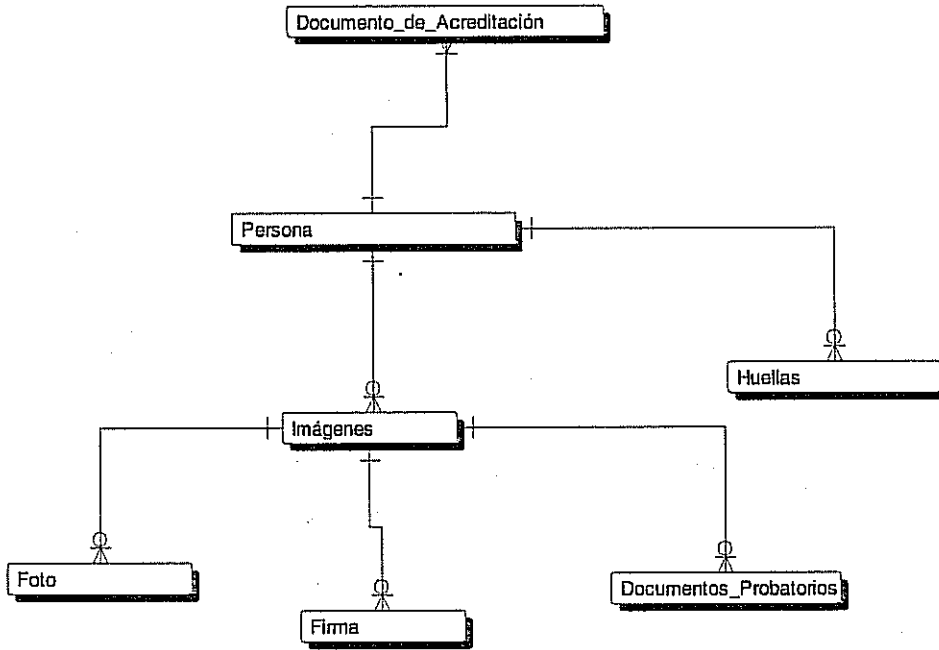 Documento_de_Acreditación
Persona
Huellas
Imágenes
Foto
Documentos_Probatorios
Firma